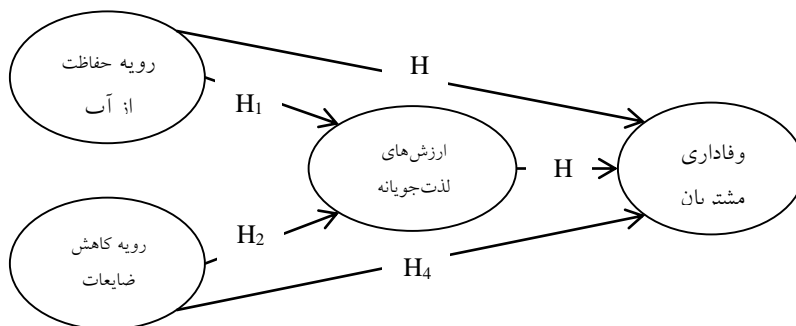 رویه حفاظت
از آب
H
H₁
ارزش‌های
لذت‌جویانه
H
وفاداری
مشتریان
رویه کاهش
ضایعات
H₂
H₄